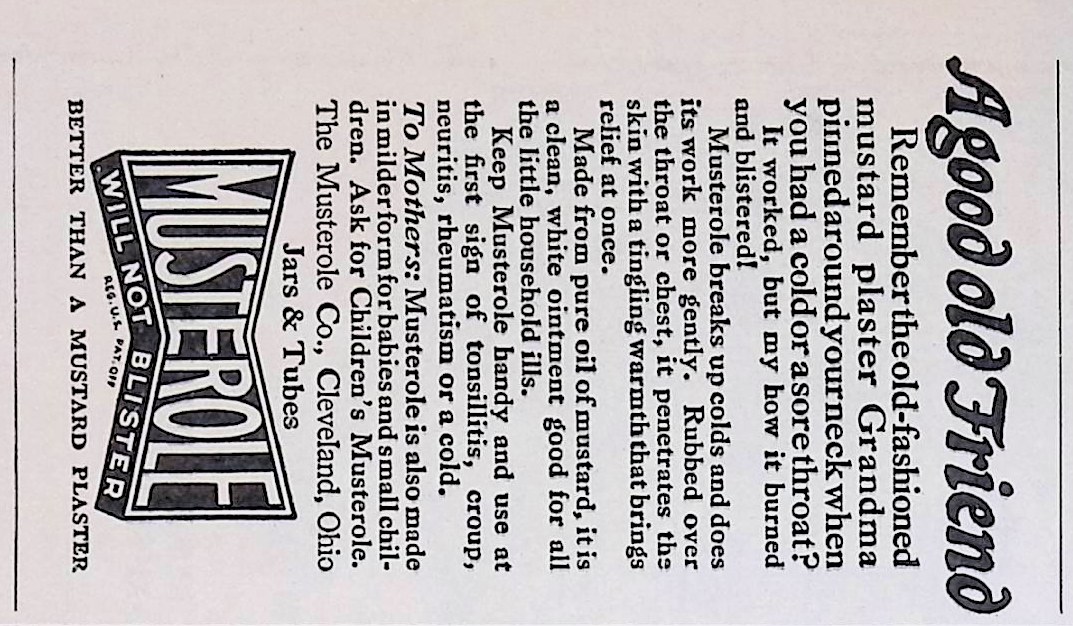 A good old Friend
Remember the old-fashioned
mustard plaster Grandma
pinned around your neck when
you had a cold or a sore throat?
It worked, but my how it burned
and blistered!
Musterole breaks up colds and does
its work more gently. Rubbed over
the throat or chest, it penetrates the
skin with a tingling warmth that brings
relief at once.
Made from pure oil of mustard, it is
a clean, white ointment good for all
the little household ills.
Keep Musterole handy and use at
the first sign of tonsillitis, croup,
neuritis, rheumatism or a cold.
To Mothers: Musterole is also made
in milder form for babies and small chil-
dren. Ask for Children's Musterole.
The Musterole Co., Cleveland, Ohio
Jars & Tubes
MUSTEROLE
REG. U.S. PAT. OFF.
WILL NOT BLISTER
BETTER THAN A MUSTARD PLASTER